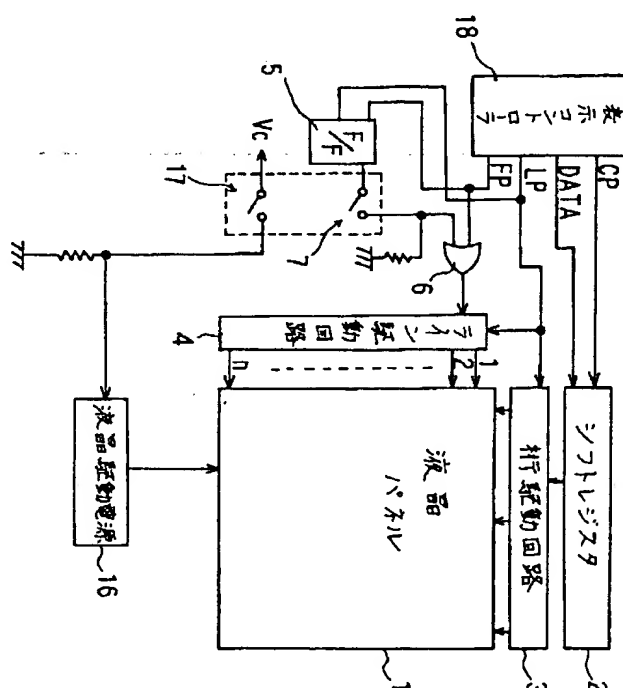 18
表示コントローラ
CP
DATA
LP
FP
5
F/F
Vc
17
7
6
シフトレジスタ
2
桁駆動回路
3
ライン駆動回路
4
1
2
n
液晶
パネル
1
液晶駆動電源
16